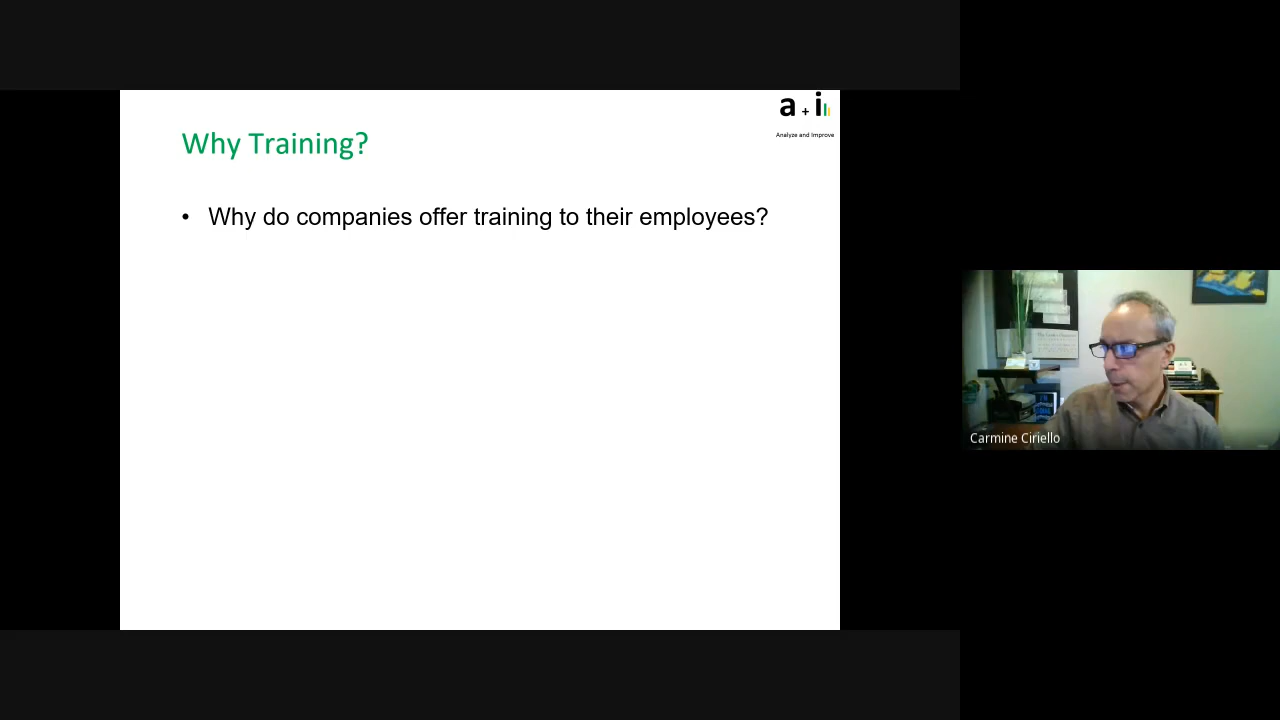 a + i
Analyze and Improve
Why Training?
• Why do companies offer training to their employees?
Carmine Ciriello